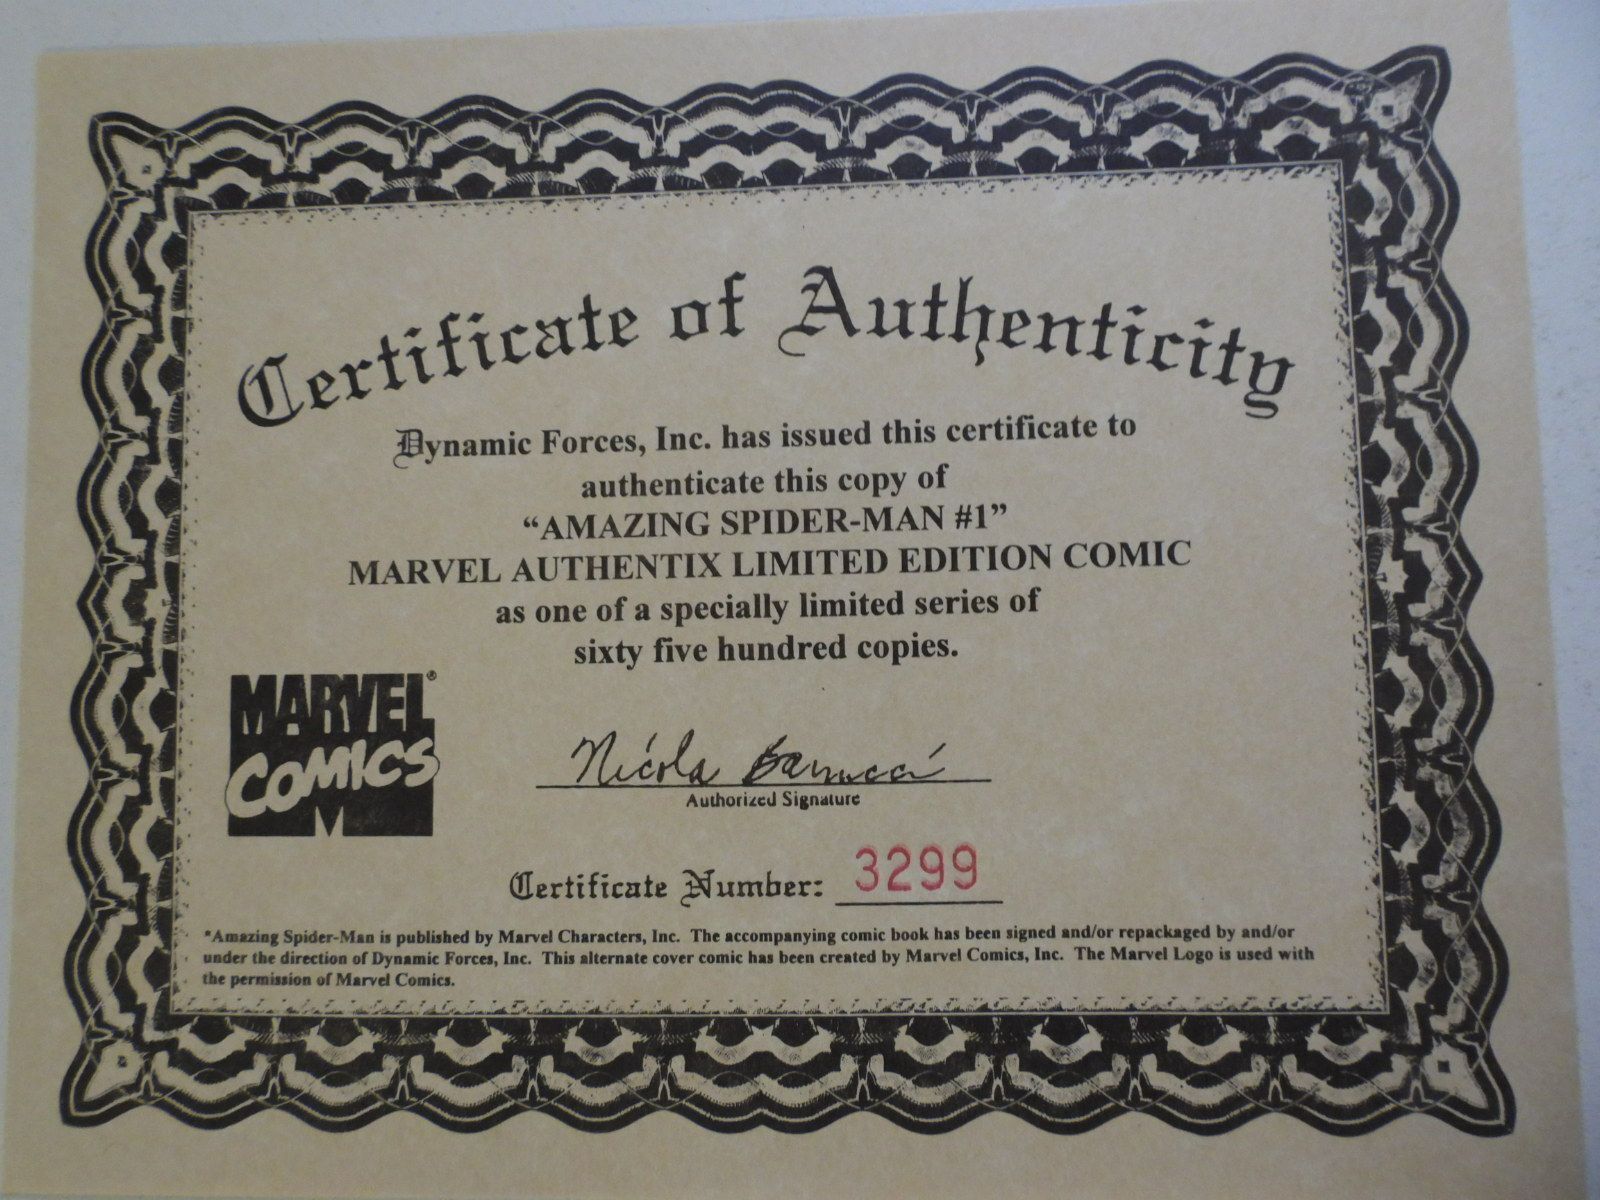 Certificate of Authenticity
Dynamic Forces, Inc. has issued this certificate to
authenticate this copy of
“AMAZING SPIDER-MAN #1”
MARVEL AUTHENTIX LIMITED EDITION COMIC
as one of a specially limited series of
sixty five hundred copies.
MARVEL®
COMICS
Nicola Barrucci
Authorized Signature
Certificate Number: 3299
*Amazing Spider-Man is published by Marvel Characters, Inc. The accompanying comic book has been signed and/or repackaged by and/or
under the direction of Dynamic Forces, Inc. This alternate cover comic has been created by Marvel Comics, Inc. The Marvel Logo is used with
the permission of Marvel Comics.